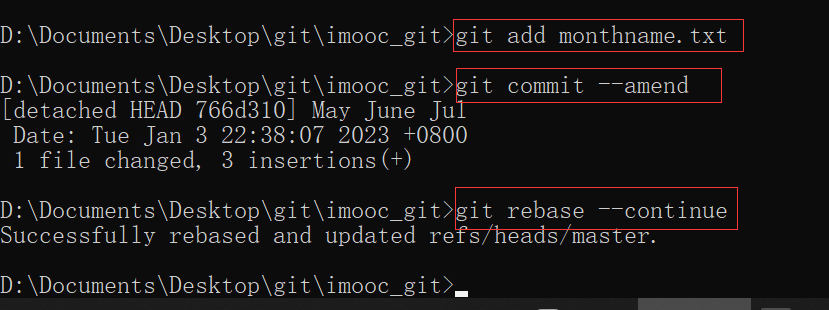 D:\Documents\Desktop\git\imooc_git>git add monthname.txt
D:\Documents\Desktop\git\imooc_git>git commit --amend
[detached HEAD 766d310] May June Jul
 Date: Tue Jan 3 22:38:07 2023 +0800
 1 file changed, 3 insertions(+)
D:\Documents\Desktop\git\imooc_git>git rebase --continue
Successfully rebased and updated refs/heads/master.
D:\Documents\Desktop\git\imooc_git>